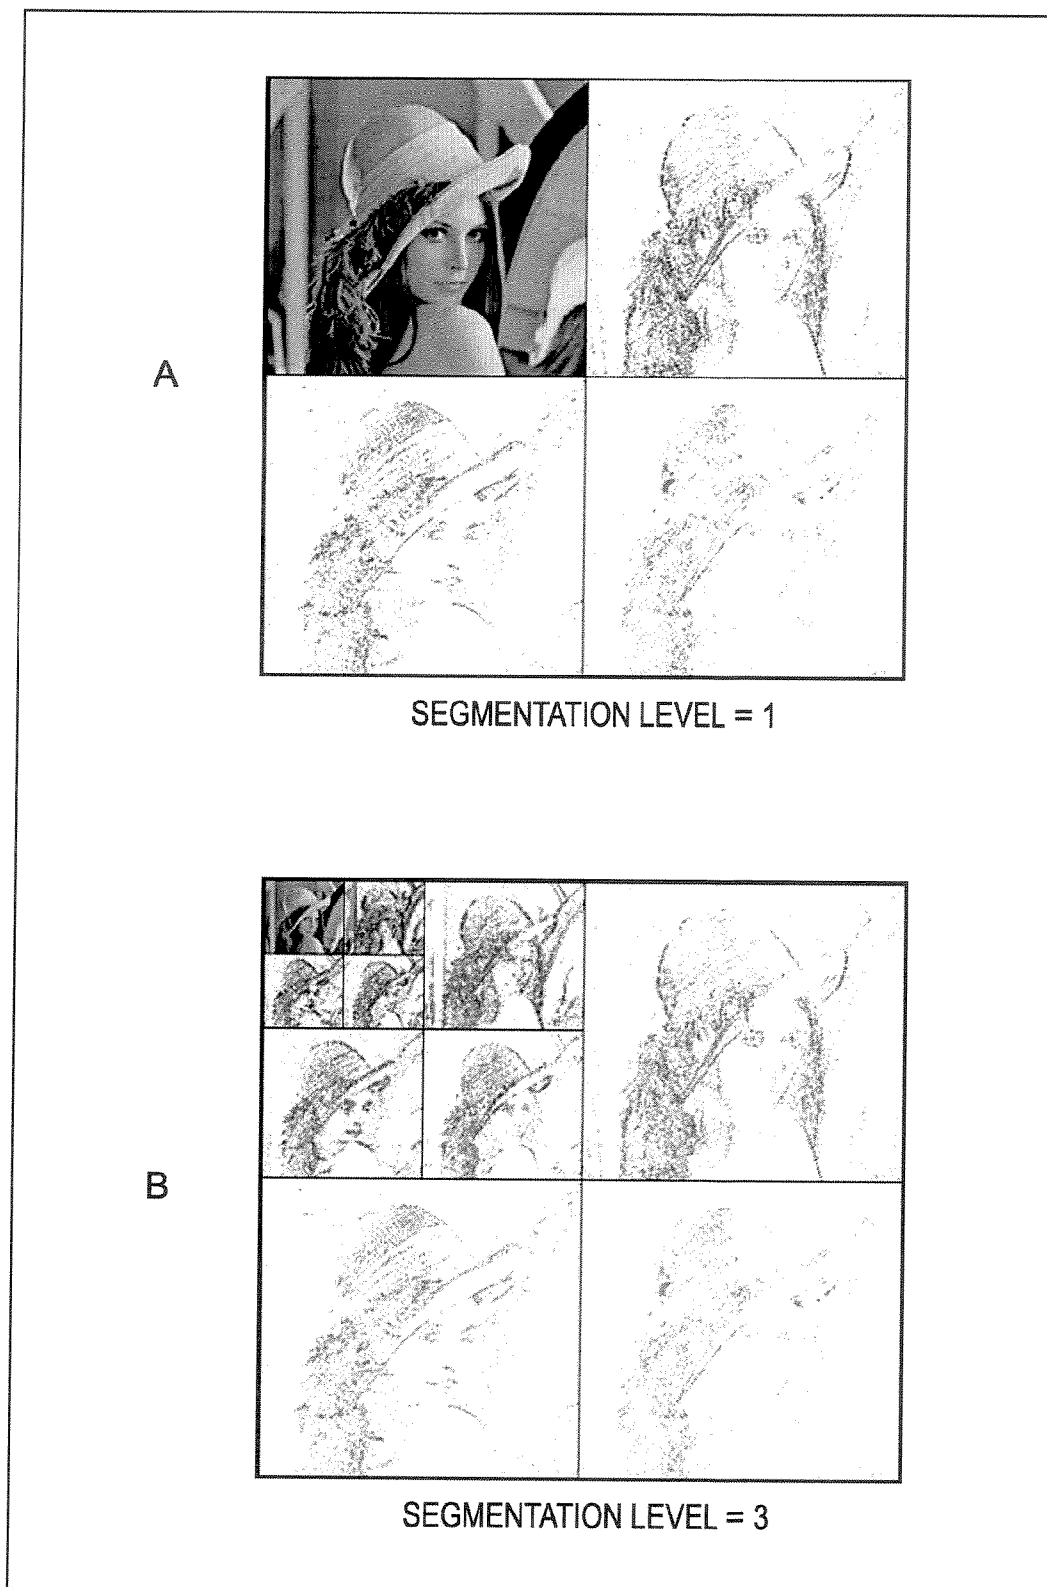 A
SEGMENTATION LEVEL = 1
B
SEGMENTATION LEVEL = 3